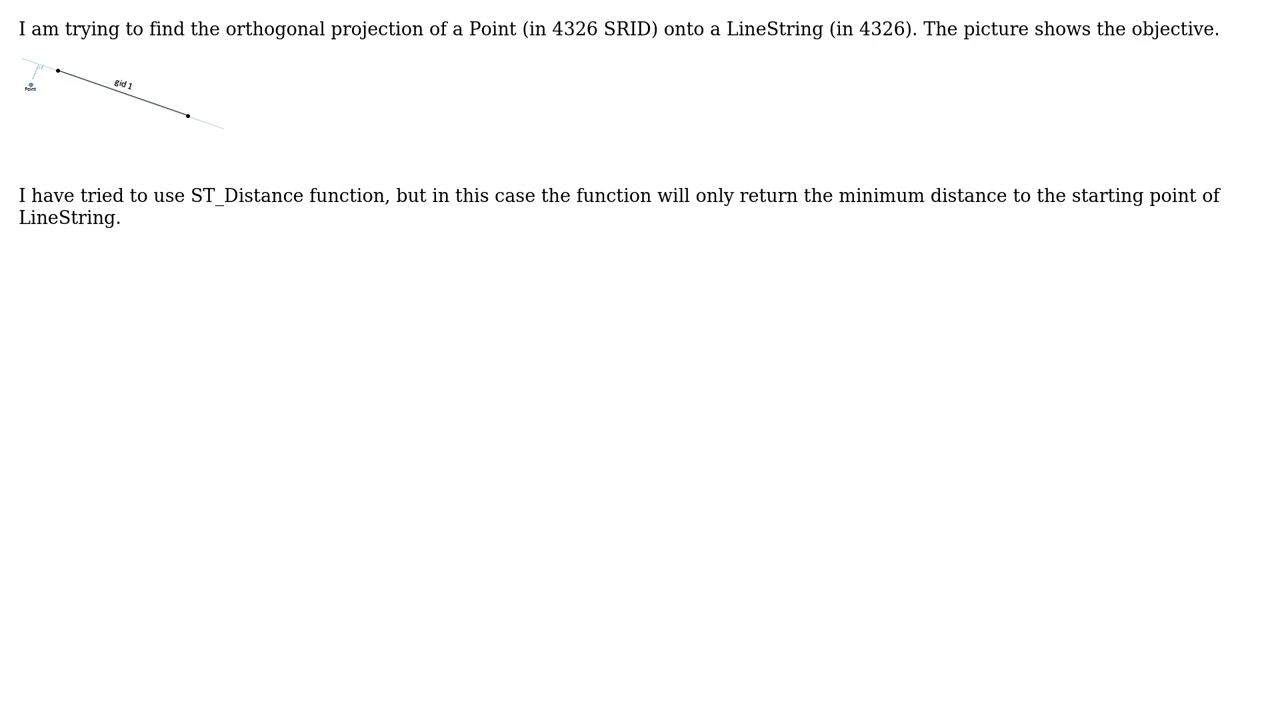 I am trying to find the orthogonal projection of a Point (in 4326 SRID) onto a LineString (in 4326). The picture shows the objective.
gid 1
Point
I have tried to use ST_Distance function, but in this case the function will only return the minimum distance to the starting point of
LineString.